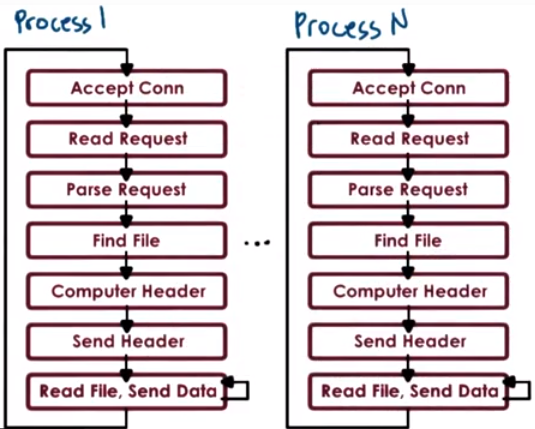 Process 1
Accept Conn
Read Request
Parse Request
Find File
Computer Header
Send Header
Read File, Send Data
...
Process N
Accept Conn
Read Request
Parse Request
Find File
Computer Header
Send Header
Read File, Send Data